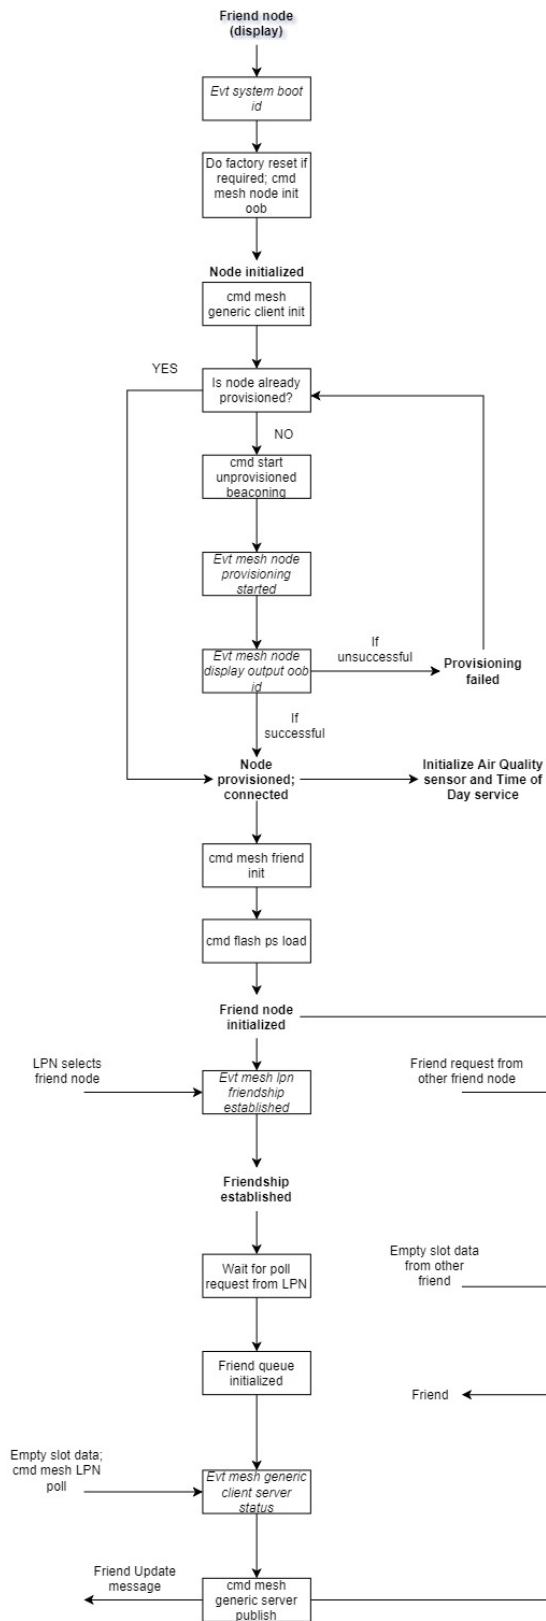 Friend node
(display)
Evt system boot
id
Do factory reset if
required; cmd
mesh node init
oob
Node initialized
cmd mesh
generic client init
YES
Is node already
provisioned?
NO
cmd start
unprovisioned
beaconing
Evt mesh node
provisioning
started
Evt mesh node
display output oob
id
If
unsuccessful
Provisioning
failed
If
successful
Node
provisioned;
connected
Initialize Air Quality
sensor and Time of
Day service
cmd mesh friend
init
cmd flash ps load
Friend node
initialized
LPN selects
friend node
Evt mesh lpn
friendship
established
Friend request from
other friend node
Friendship
established
Wait for poll
request from LPN
Empty slot data
from other
friend
Friend queue
initialized
Friend
Empty slot data;
cmd mesh LPN
poll
Evt mesh generic
client server
status
Friend Update
message
cmd mesh
generic server
publish